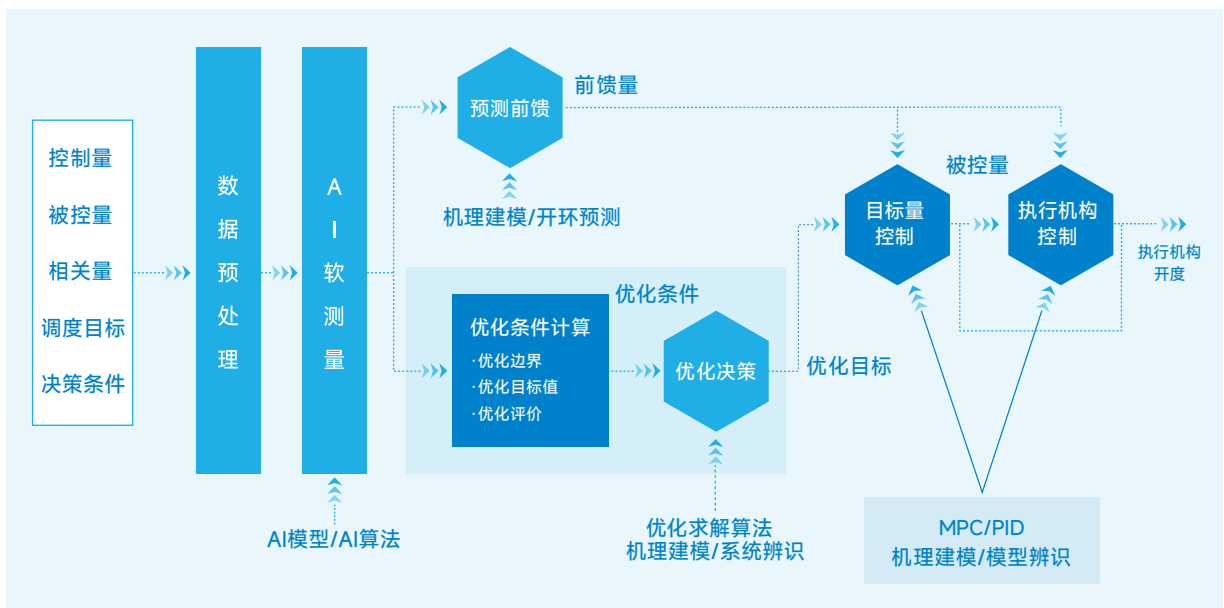 控制量
被控量
相关量
调度目标
决策条件
数
据
预
处
理
A
I
软
测
量
AI模型/AI算法
预测前馈
前馈量
机理建模/开环预测
优化条件
优化条件计算
·优化边界
·优化目标值
·优化评价
优化决策
优化求解算法
机理建模/系统辨识
优化目标
目标量
控制
被控量
执行机构
控制
执行机构
开度
MPC/PID
机理建模/模型辨识